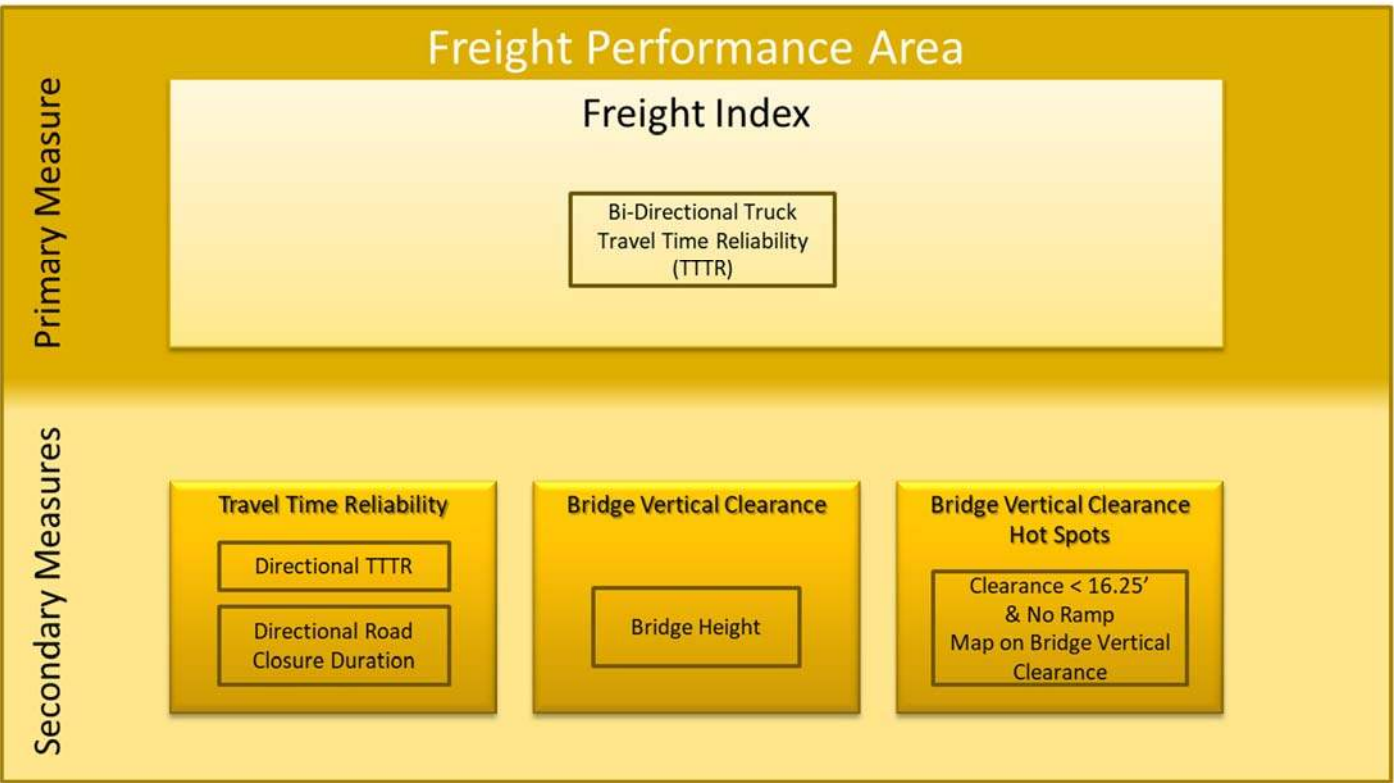 Freight Performance Area
Primary Measure
Freight Index
Bi-Directional Truck
Travel Time Reliability
(TTTR)
Secondary Measures
Travel Time Reliability
Directional TTTR
Directional Road
Closure Duration
Bridge Vertical Clearance
Bridge Height
Bridge Vertical Clearance
Hot Spots
Clearance < 16.25’
& No Ramp
Map on Bridge Vertical
Clearance